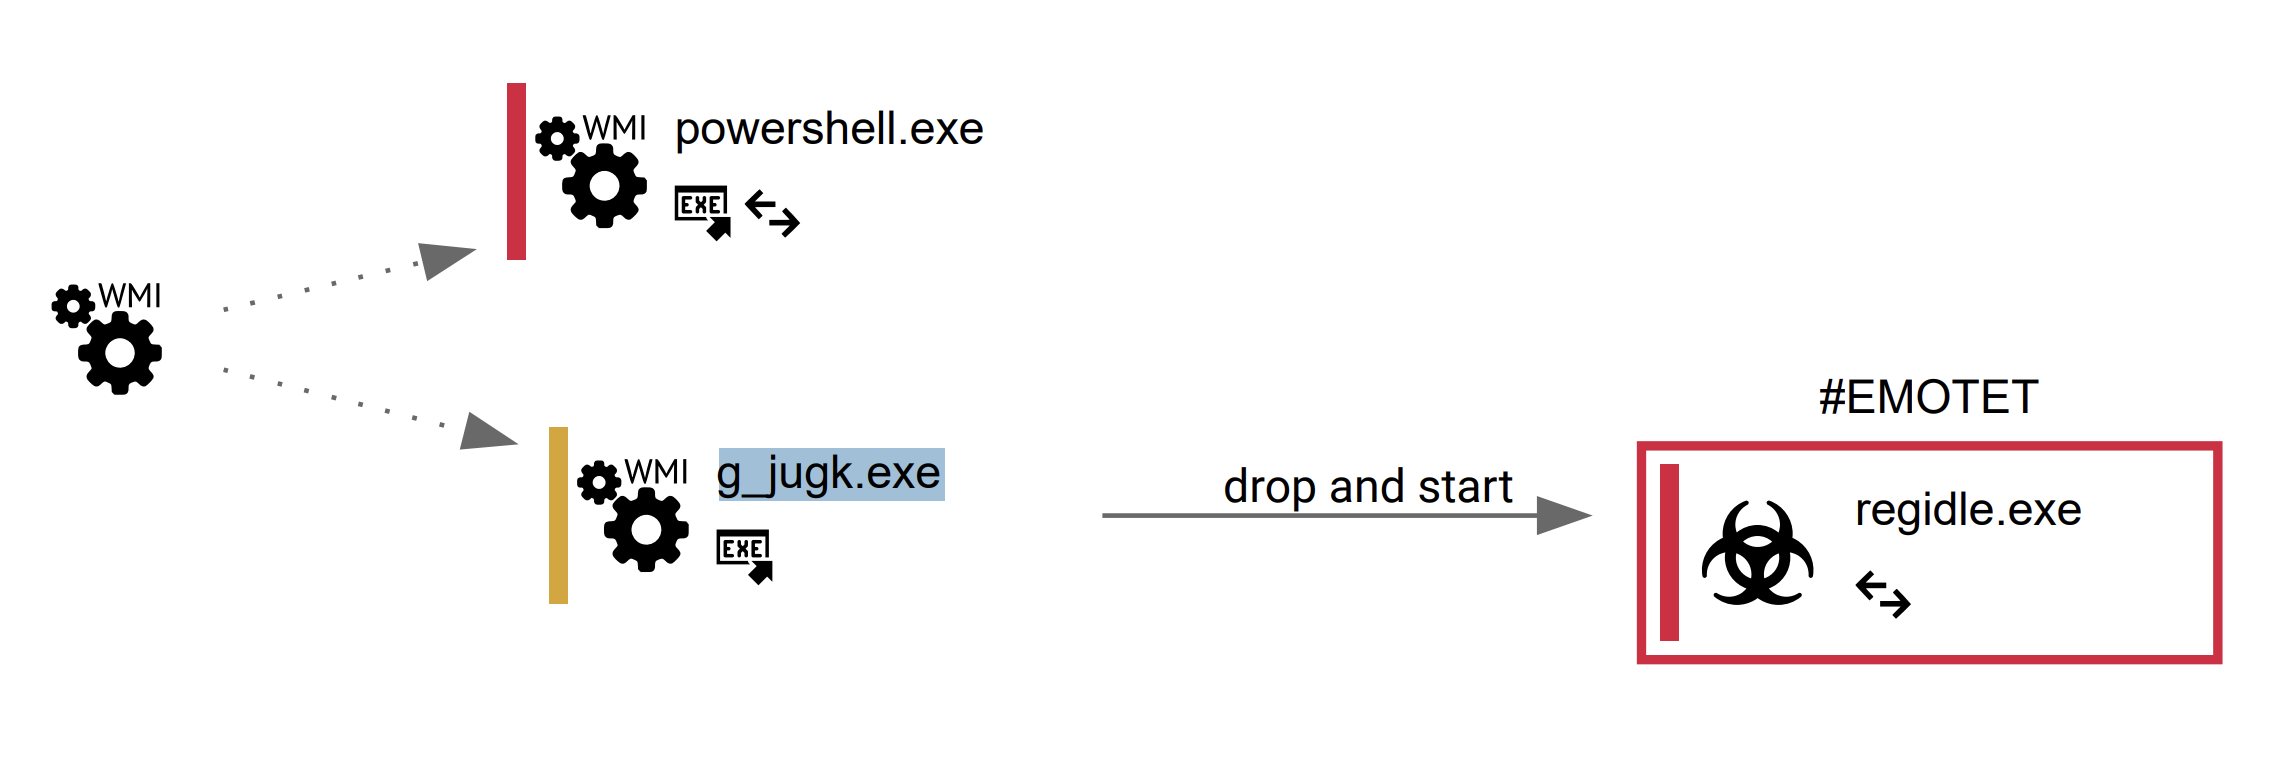 WMI
powershell.exe
EXE
WMI
WMI
g_jugk.exe
EXE
drop and start
#EMOTET
regidle.exe